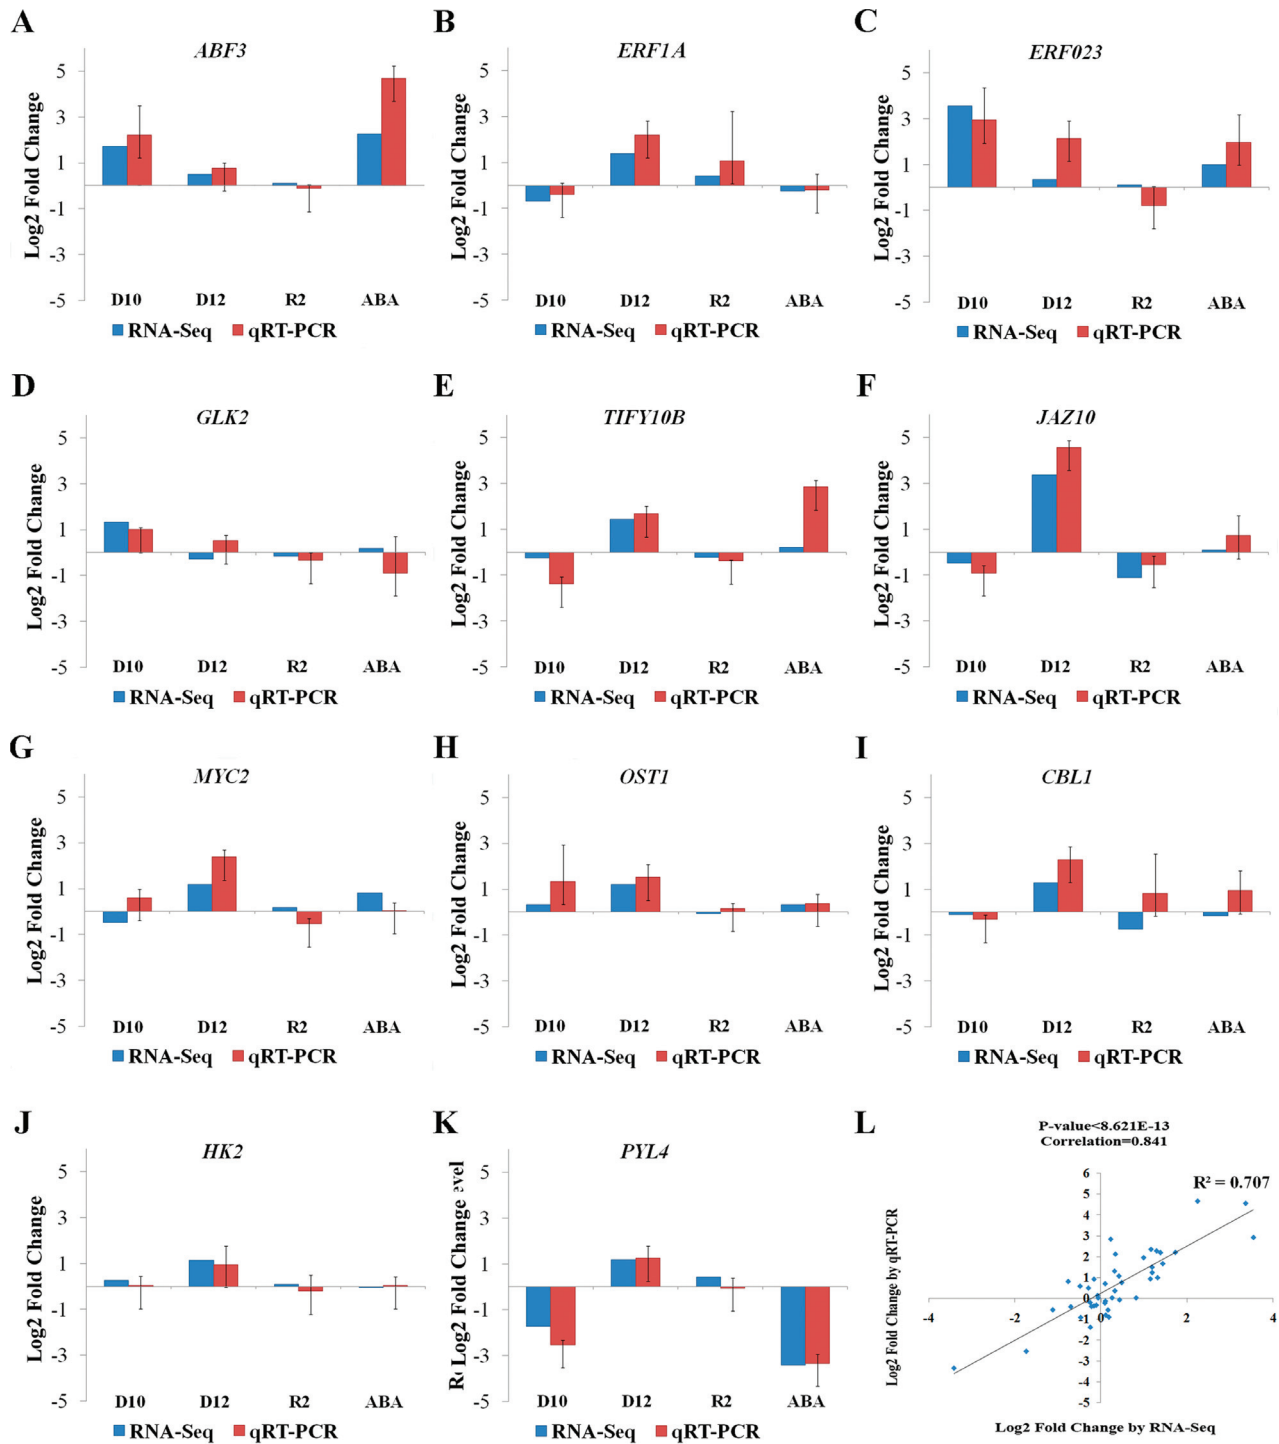 A
ABF3
Log2 Fold Change
5
3
1
-1
-3
-5
D10 D12 R2 ABA
RNA-Seq qRT-PCR
B
ERF1A
Log2 Fold Change
5
3
1
-1
-3
-5
D10 D12 R2 ABA
RNA-Seq qRT-PCR
C
ERF023
Log2 Fold Change
5
3
1
-1
-3
-5
D10 D12 R2 ABA
RNA-Seq qRT-PCR
D
GLK2
Log2 Fold Change
5
3
1
-1
-3
-5
D10 D12 R2 ABA
RNA-Seq qRT-PCR
E
TIFY10B
Log2 Fold Change
5
3
1
-1
-3
-5
D10 D12 R2 ABA
RNA-Seq qRT-PCR
F
JAZ10
Log2 Fold Change
5
3
1
-1
-3
-5
D10 D12 R2 ABA
RNA-Seq qRT-PCR
G
MYC2
Log2 Fold Change
5
3
1
-1
-3
-5
D10 D12 R2 ABA
RNA-Seq qRT-PCR
H
OST1
Log2 Fold Change
5
3
1
-1
-3
-5
D10 D12 R2 ABA
RNA-Seq qRT-PCR
I
CBL1
Log2 Fold Change
5
3
1
-1
-3
-5
D10 D12 R2 ABA
RNA-Seq qRT-PCR
J
HK2
Log2 Fold Change
5
3
1
-1
-3
-5
D10 D12 R2 ABA
RNA-Seq qRT-PCR
K
PYL4
Log2 Fold Change
5
3
1
-1
-3
-5
D10 D12 R2 ABA
RNA-Seq qRT-PCR
L
P-value<8.621E-13
Correlation=0.841
R² = 0.707
Log2 Fold Change by qRT-PCR
6
5
4
3
2
1
0
-1
-2
-3
-4
-5
-4 -2 0 2 4
Log2 Fold Change by RNA-Seq